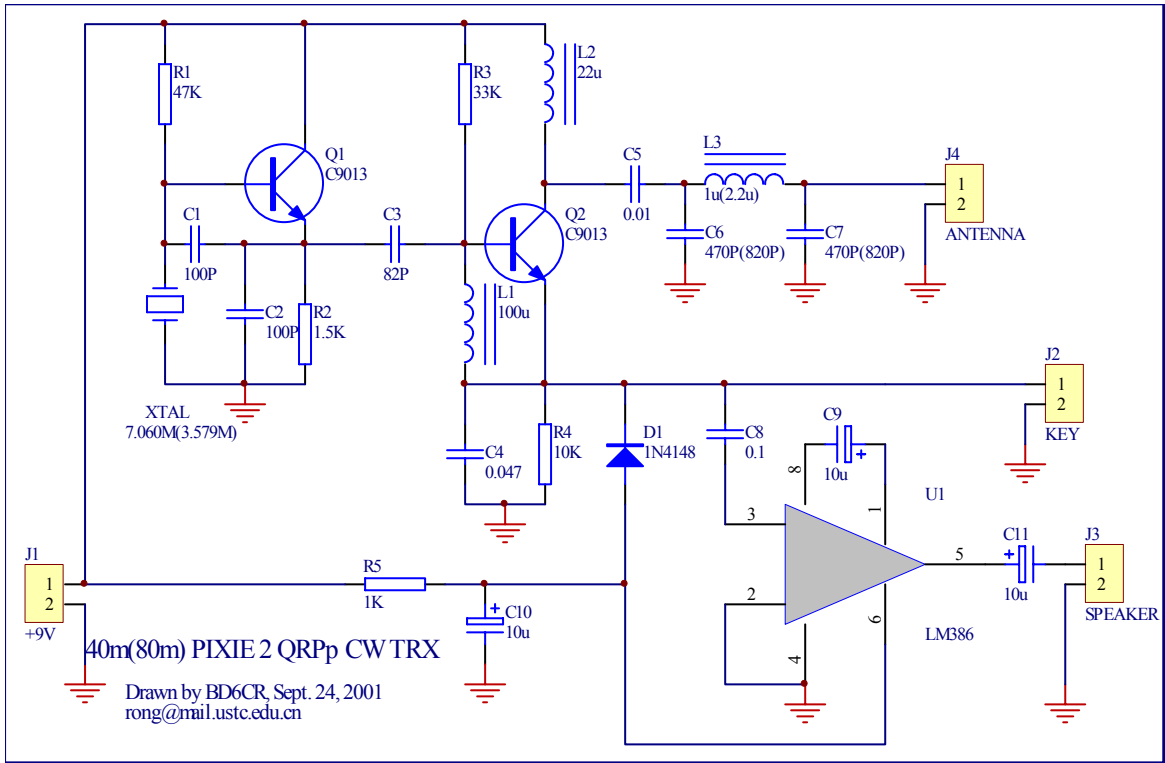 R1
47K
R3
33K
L2
22u
Q1
C9013
C5
0.01
L3
1u(2.2u)
J4
1
2
ANTENNA
C1
100P
C3
82P
Q2
C9013
C6
470P(820P)
C7
470P(820P)
L1
100u
C2
100P
R2
1.5K
XTAL
7.060M(3.579M)
J2
1
2
KEY
C4
0.047
R4
10K
D1
1N4148
C8
0.1
C9
+
10u
8
1
U1
3
2
5
6
4
LM386
C11
+
10u
J3
1
2
SPEAKER
J1
1
2
+9V
R5
1K
+
C10
10u
40m(80m) PIXIE 2 QRPp CW TRX
Drawn by BD6CR, Sept. 24, 2001
rong@mail.ustc.edu.cn